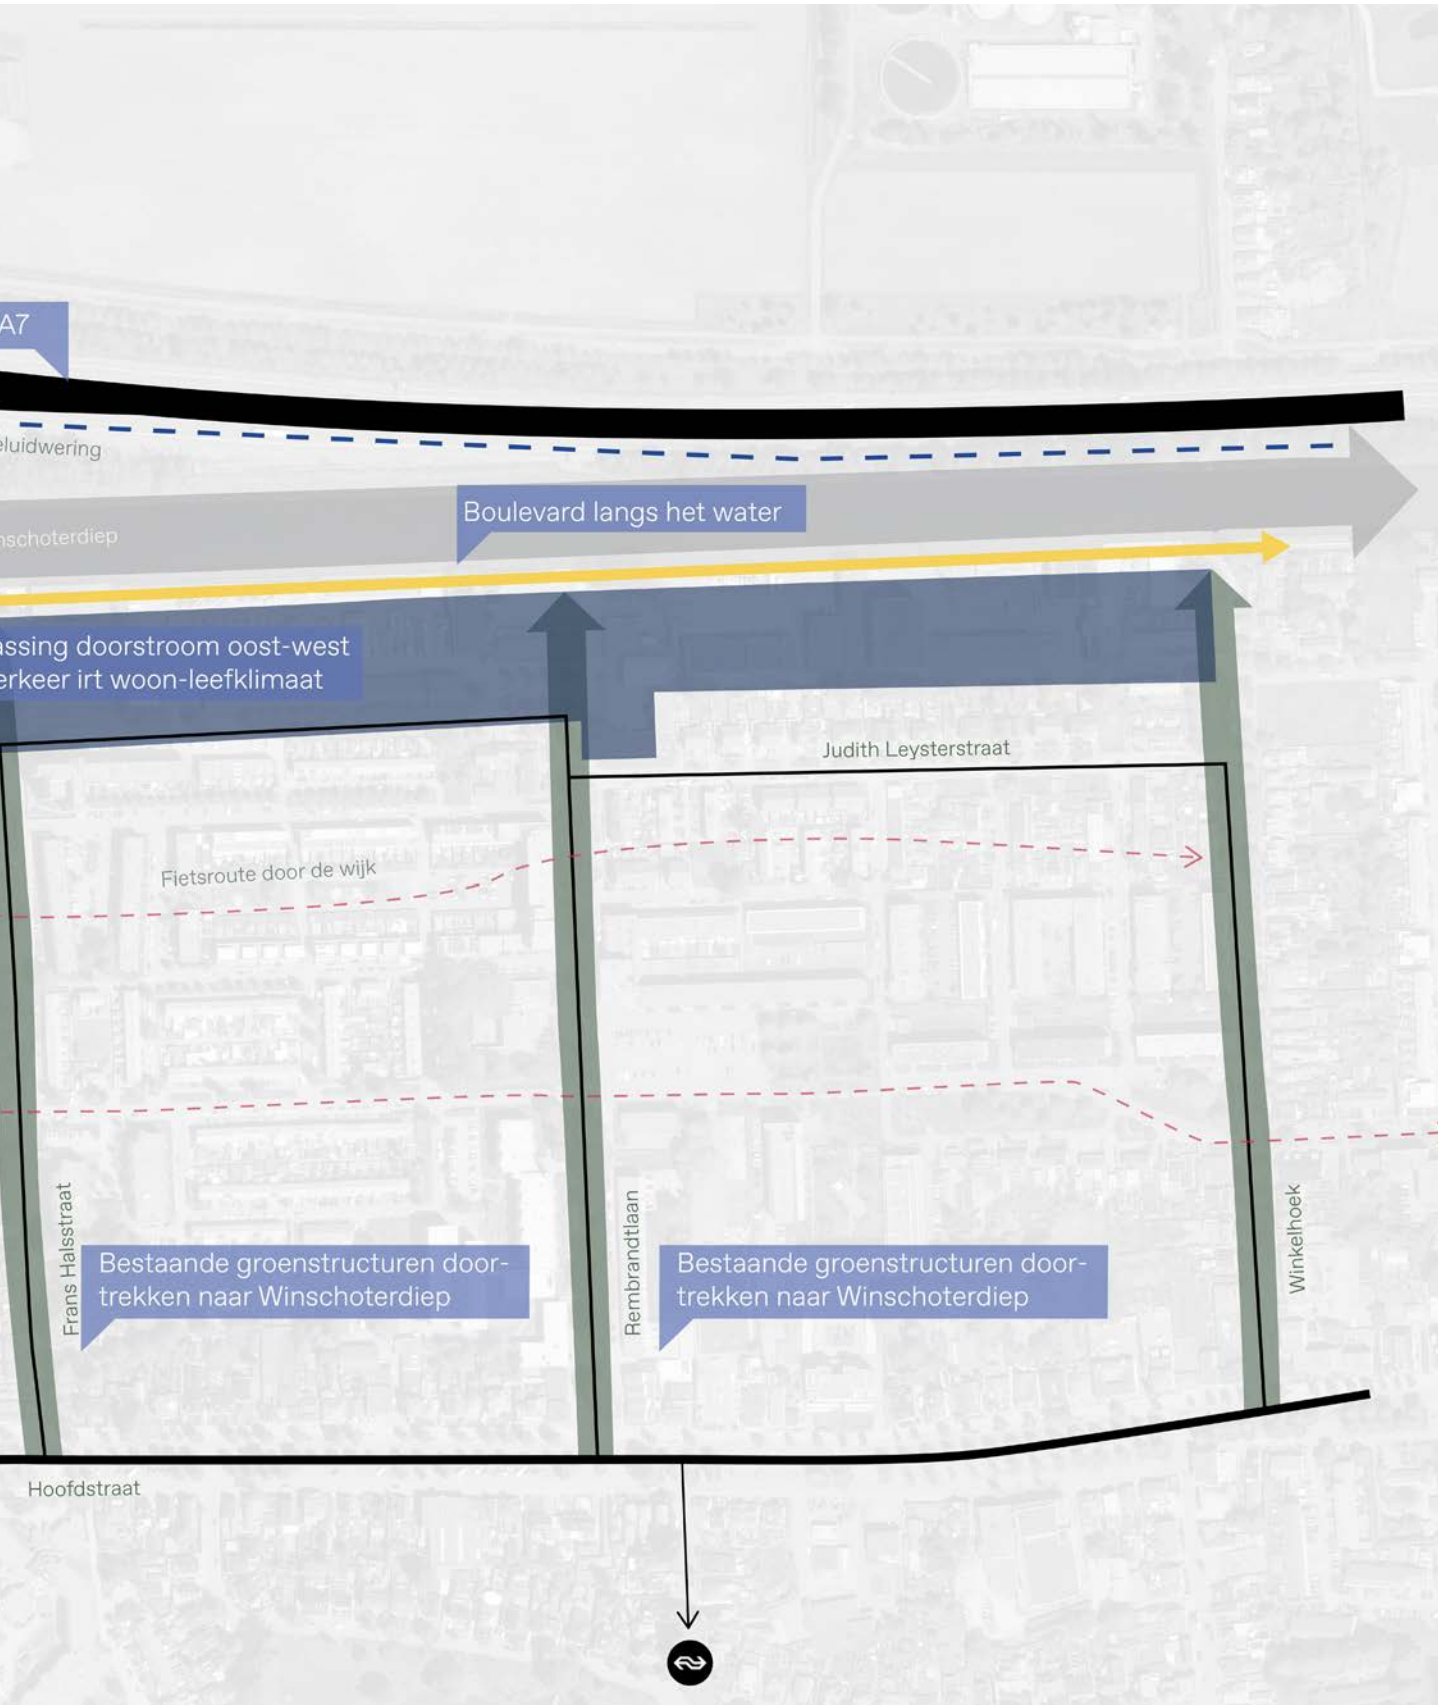 A7
eluidwering
Boulevard langs het water
nschoterdiep
assing doorstroom oost-west
erkeer irt woon-leefklimaat
Judith Leysterstraat
Fietsroute door de wijk
Frans Halsstraat
Bestaande groenstructuren door-
trekken naar Winschoterdiep
Rembrandtlaan
Bestaande groenstructuren door-
trekken naar Winschoterdiep
Winkelhoek
Hoofdstraat